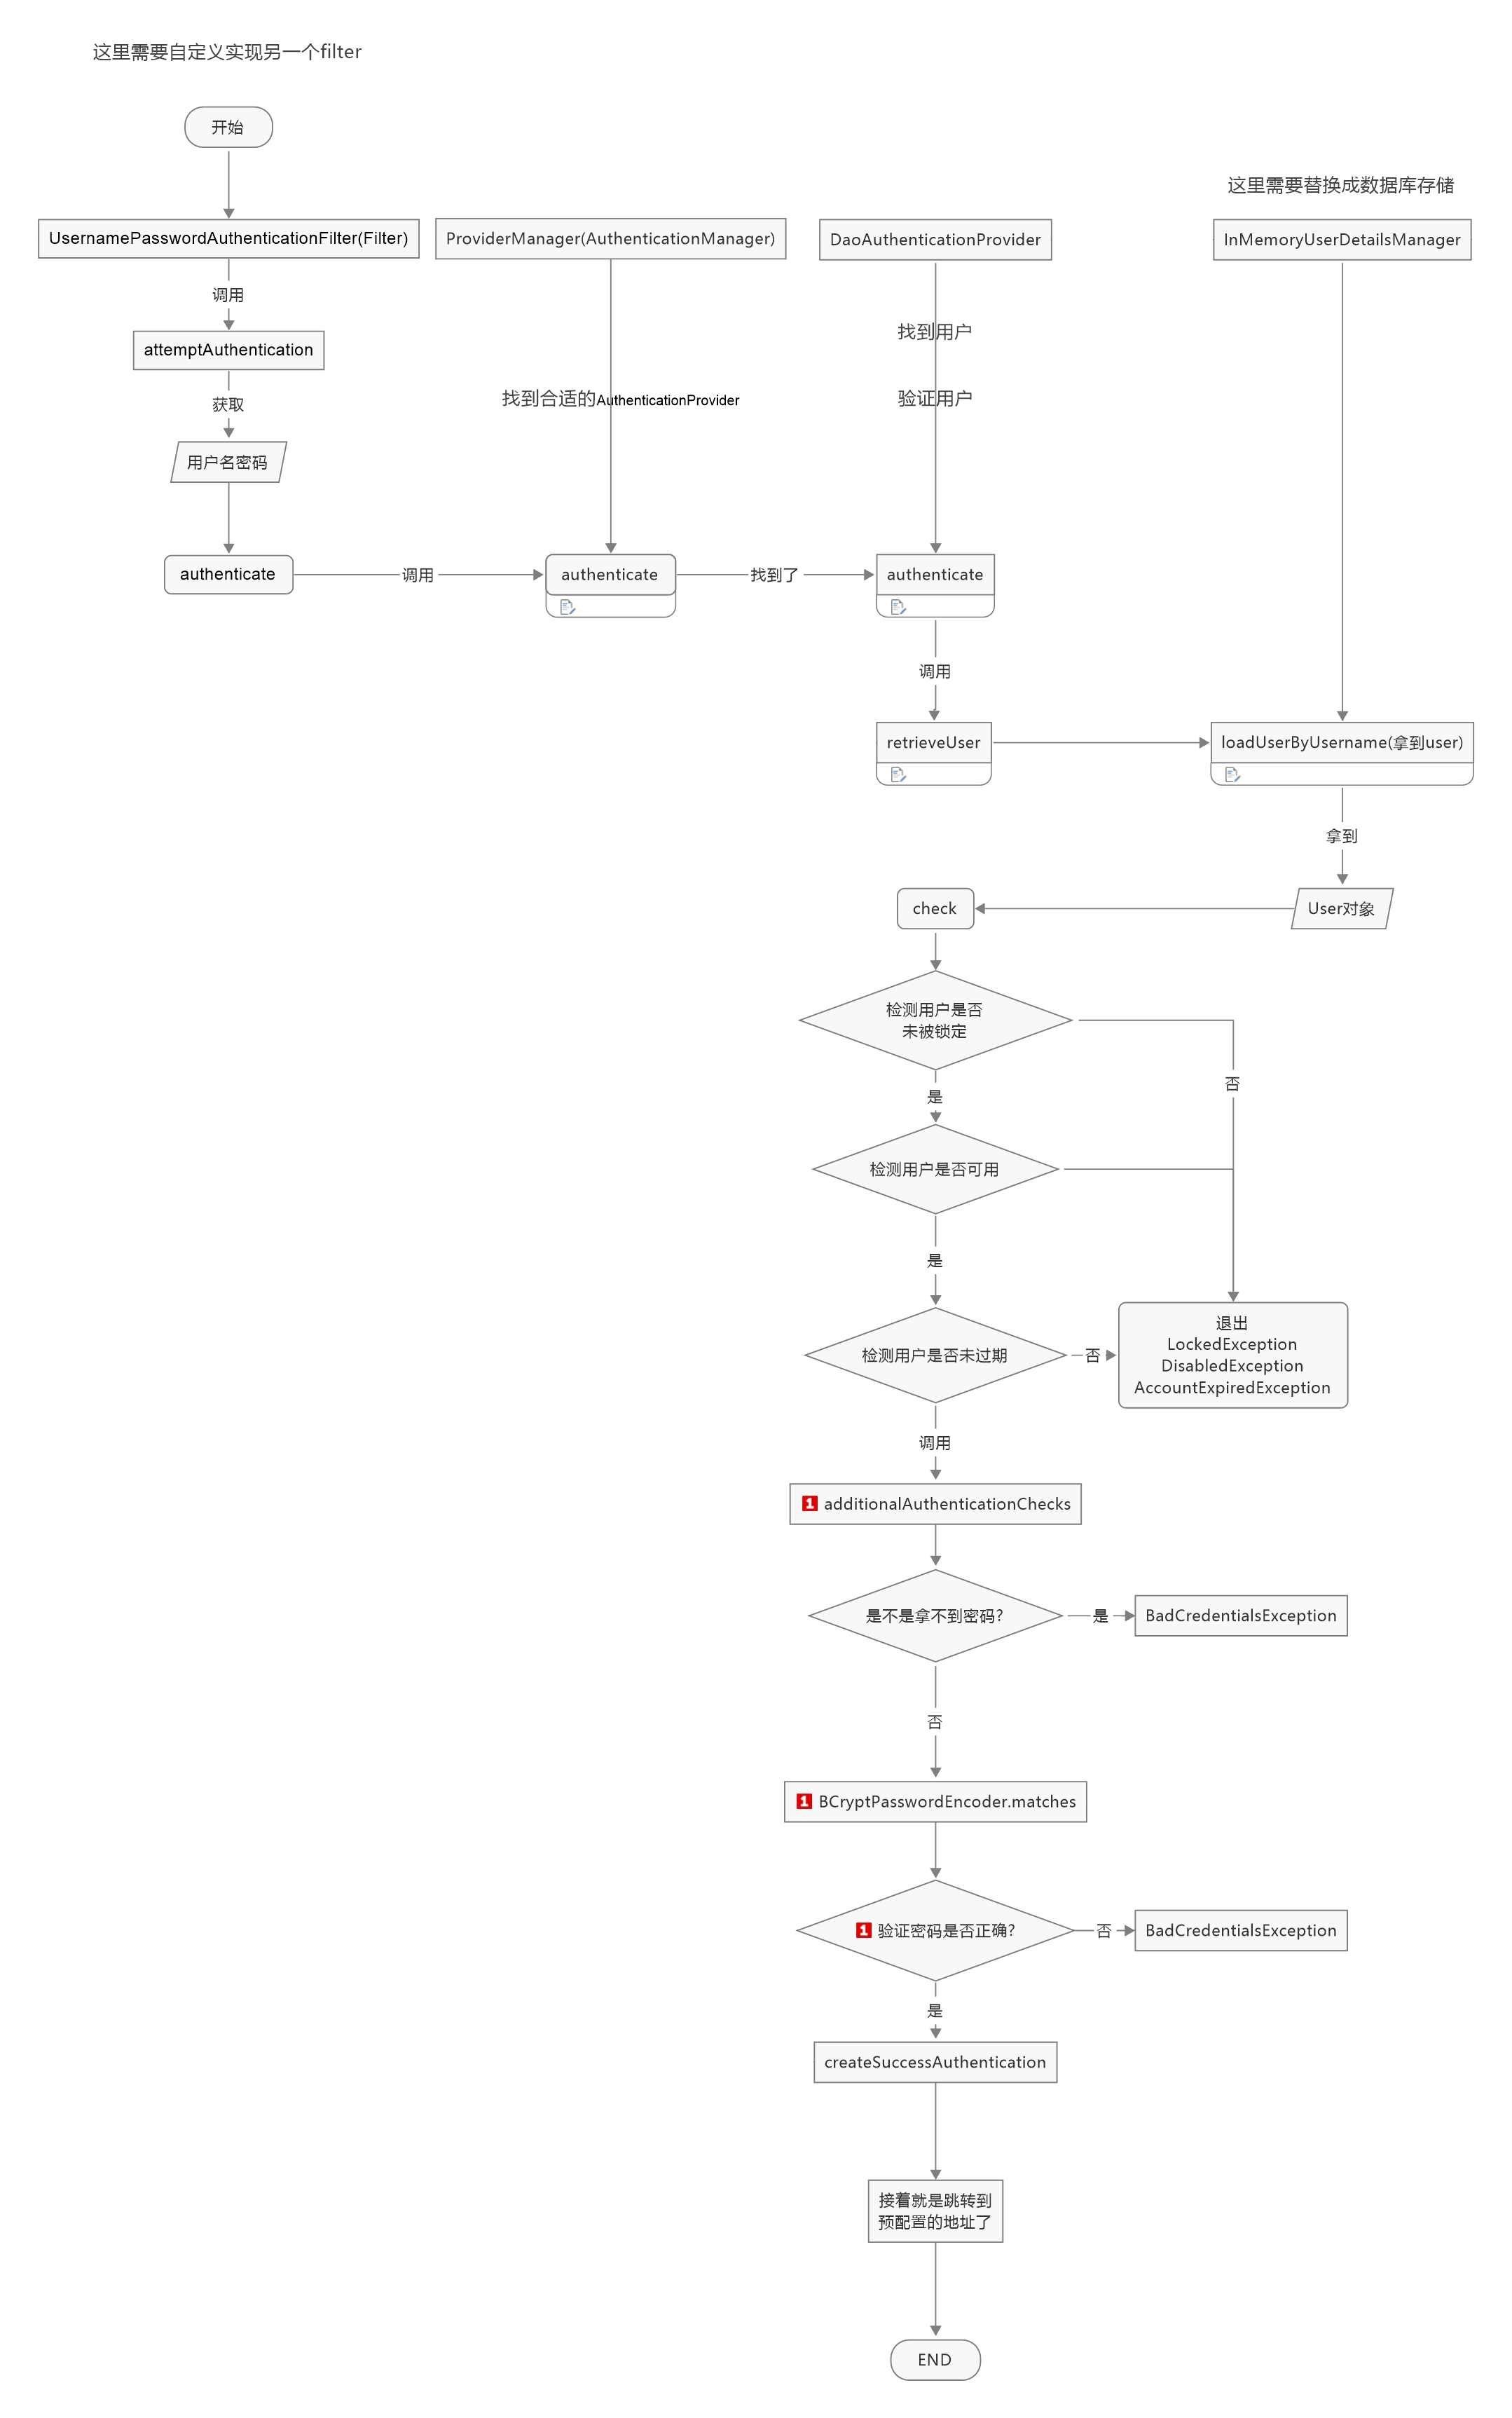 这里需要自定义实现另一个filter
开始
这里需要替换成数据库存储
UsernamePasswordAuthenticationFilter(Filter)
ProviderManager(AuthenticationManager)
DaoAuthenticationProvider
InMemoryUserDetailsManager
调用
找到用户
attemptAuthentication
获取
找到合适的AuthenticationProvider
验证用户
用户名密码
authenticate
调用
authenticate
找到了
authenticate
调用
retrieveUser
loadUserByUsername(拿到user)
拿到
check
User对象
检测用户是否
未被锁定
否
是
检测用户是否可用
是
检测用户是否未过期
否
退出
LockedException
DisabledException
AccountExpiredException
调用
1 additionalAuthenticationChecks
是不是拿不到密码?
是
BadCredentialsException
否
1 BCryptPasswordEncoder.matches
1 验证密码是否正确?
否
BadCredentialsException
是
createSuccessAuthentication
接着就是跳转到
预配置的地址了
END